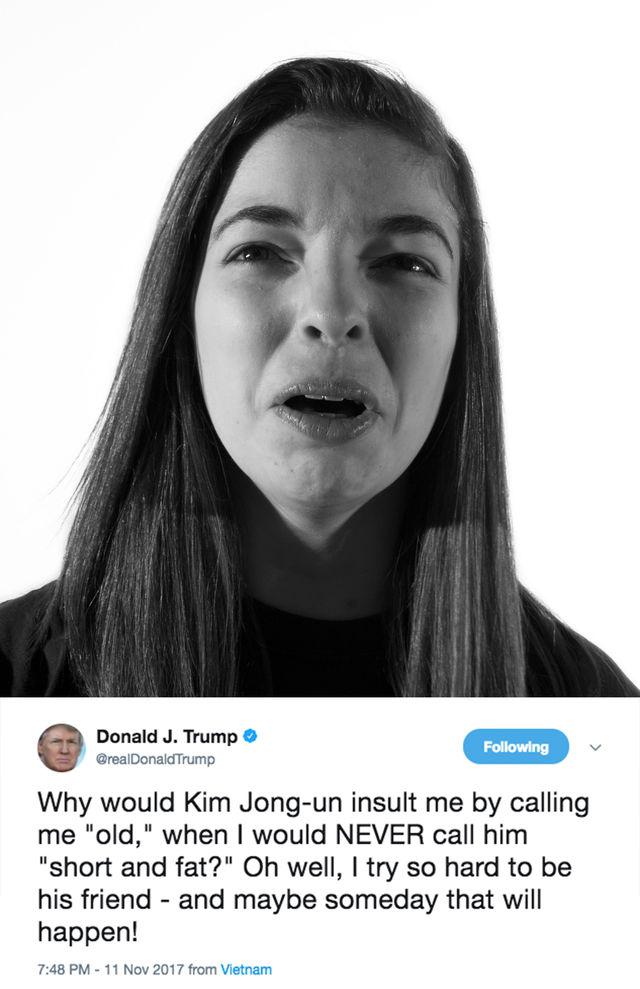 Donald J. Trump
@realDonaldTrump
Following
Why would Kim Jong-un insult me by calling
me "old," when I would NEVER call him
"short and fat?" Oh well, I try so hard to be
his friend - and maybe someday that will
happen!
7:48 PM - 11 Nov 2017 from Vietnam